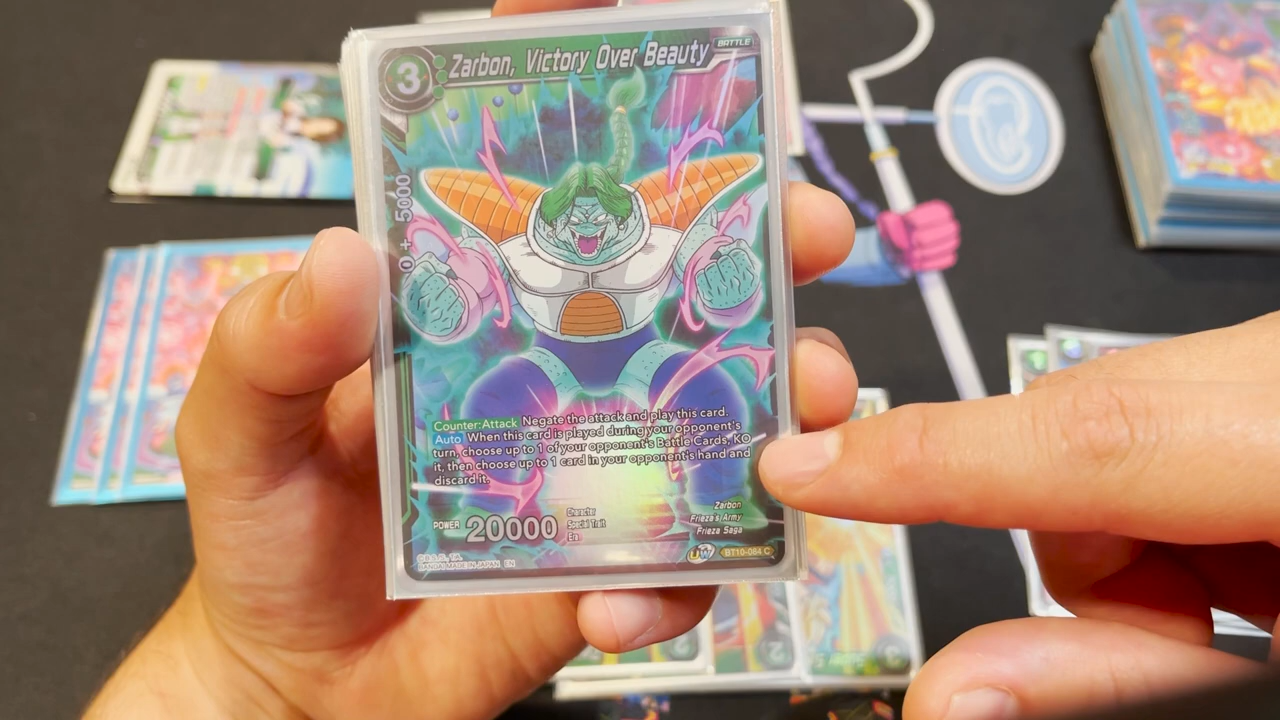 3 Zarbon, Victory Over Beauty BATTLE
0 + 5000
Counter:Attack Negate the attack and play this card.
Auto When this card is played during your opponent's
turn, choose up to 1 of your opponent's Battle Cards, KO
it, then choose up to 1 card in your opponent's hand and
discard it.
POWER 20000
Character Zarbon
Special Trait Frieza's Army
Era Frieza Saga
UW BT10-084 C
BANDAI MADE IN JAPAN EN